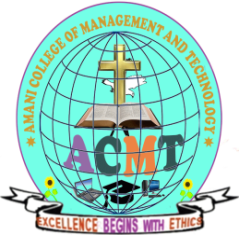 * AMANI COLLEGE OF MANAGEMENT AND TECHNOLOGY *
ACMT
EXCELLENCE BEGINS WITH ETHICS